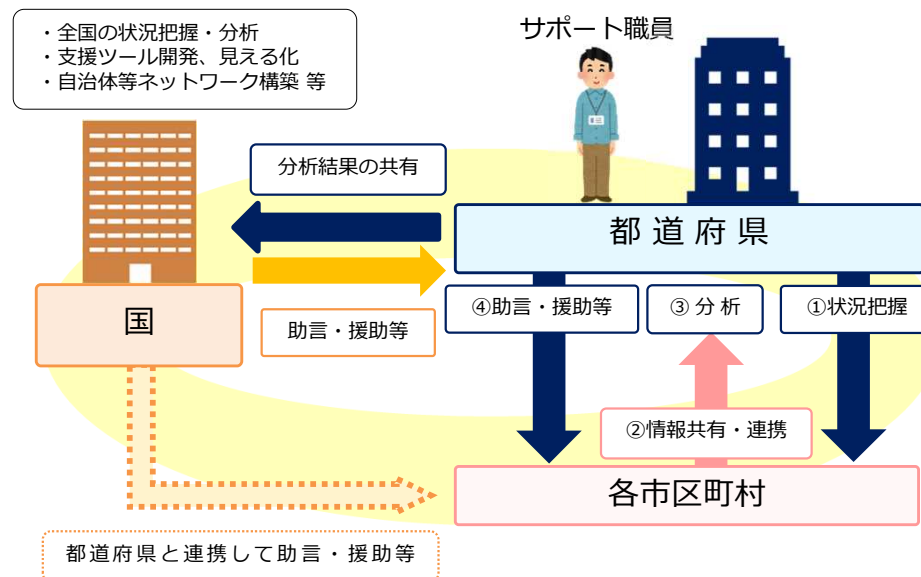 ・全国の状況把握・分析
・支援ツール開発、見える化
・自治体等ネットワーク構築 等
サポート職員
分析結果の共有
都道府県
国
助言・援助等
④助言・援助等
③分析
①状況把握
②情報共有・連携
各市区町村
都道府県と連携して助言・援助等